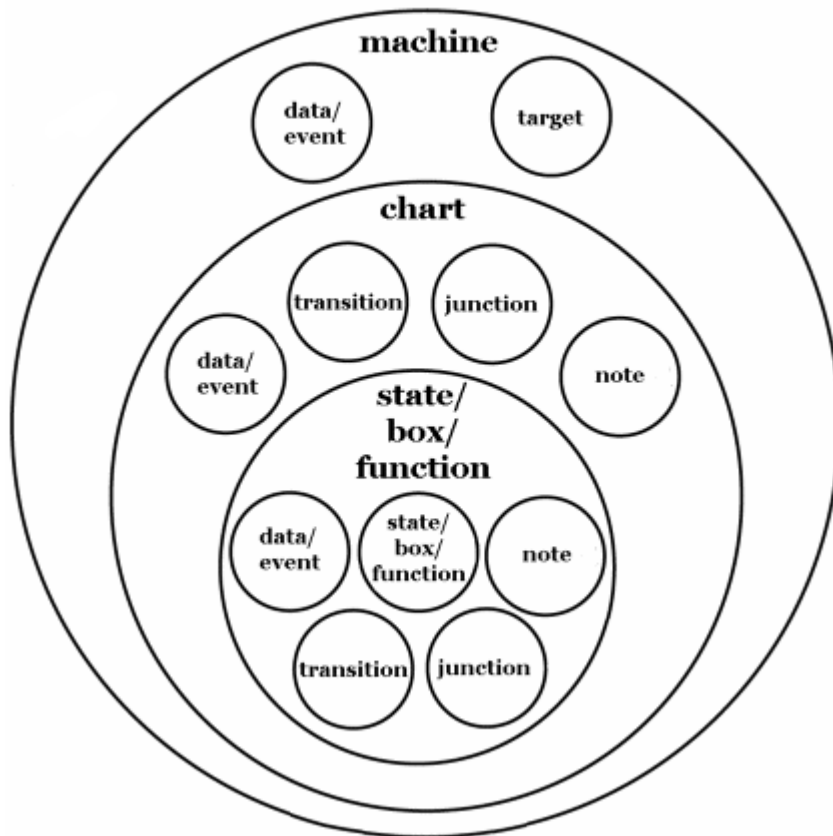 machine
data/
event
target
chart
transition
junction
data/
event
note
state/
box/
function
data/
event
state/
box/
function
note
transition
junction